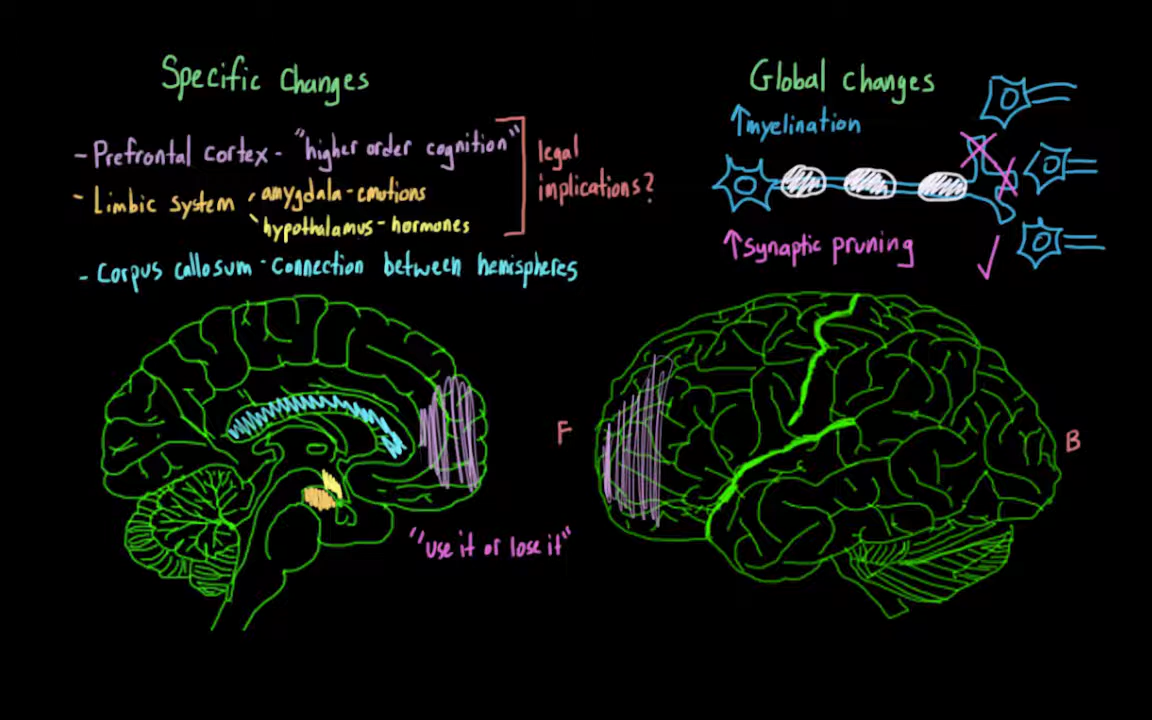 Specific Changes
- Prefrontal cortex - "higher order cognition"
- Limbic system
amygdala - emotions
hypothalamus - hormones
legal
implications?
- Corpus callosum - connection between hemispheres
Global changes
↑myelination
↑synaptic pruning
F
B
"use it or lose it"